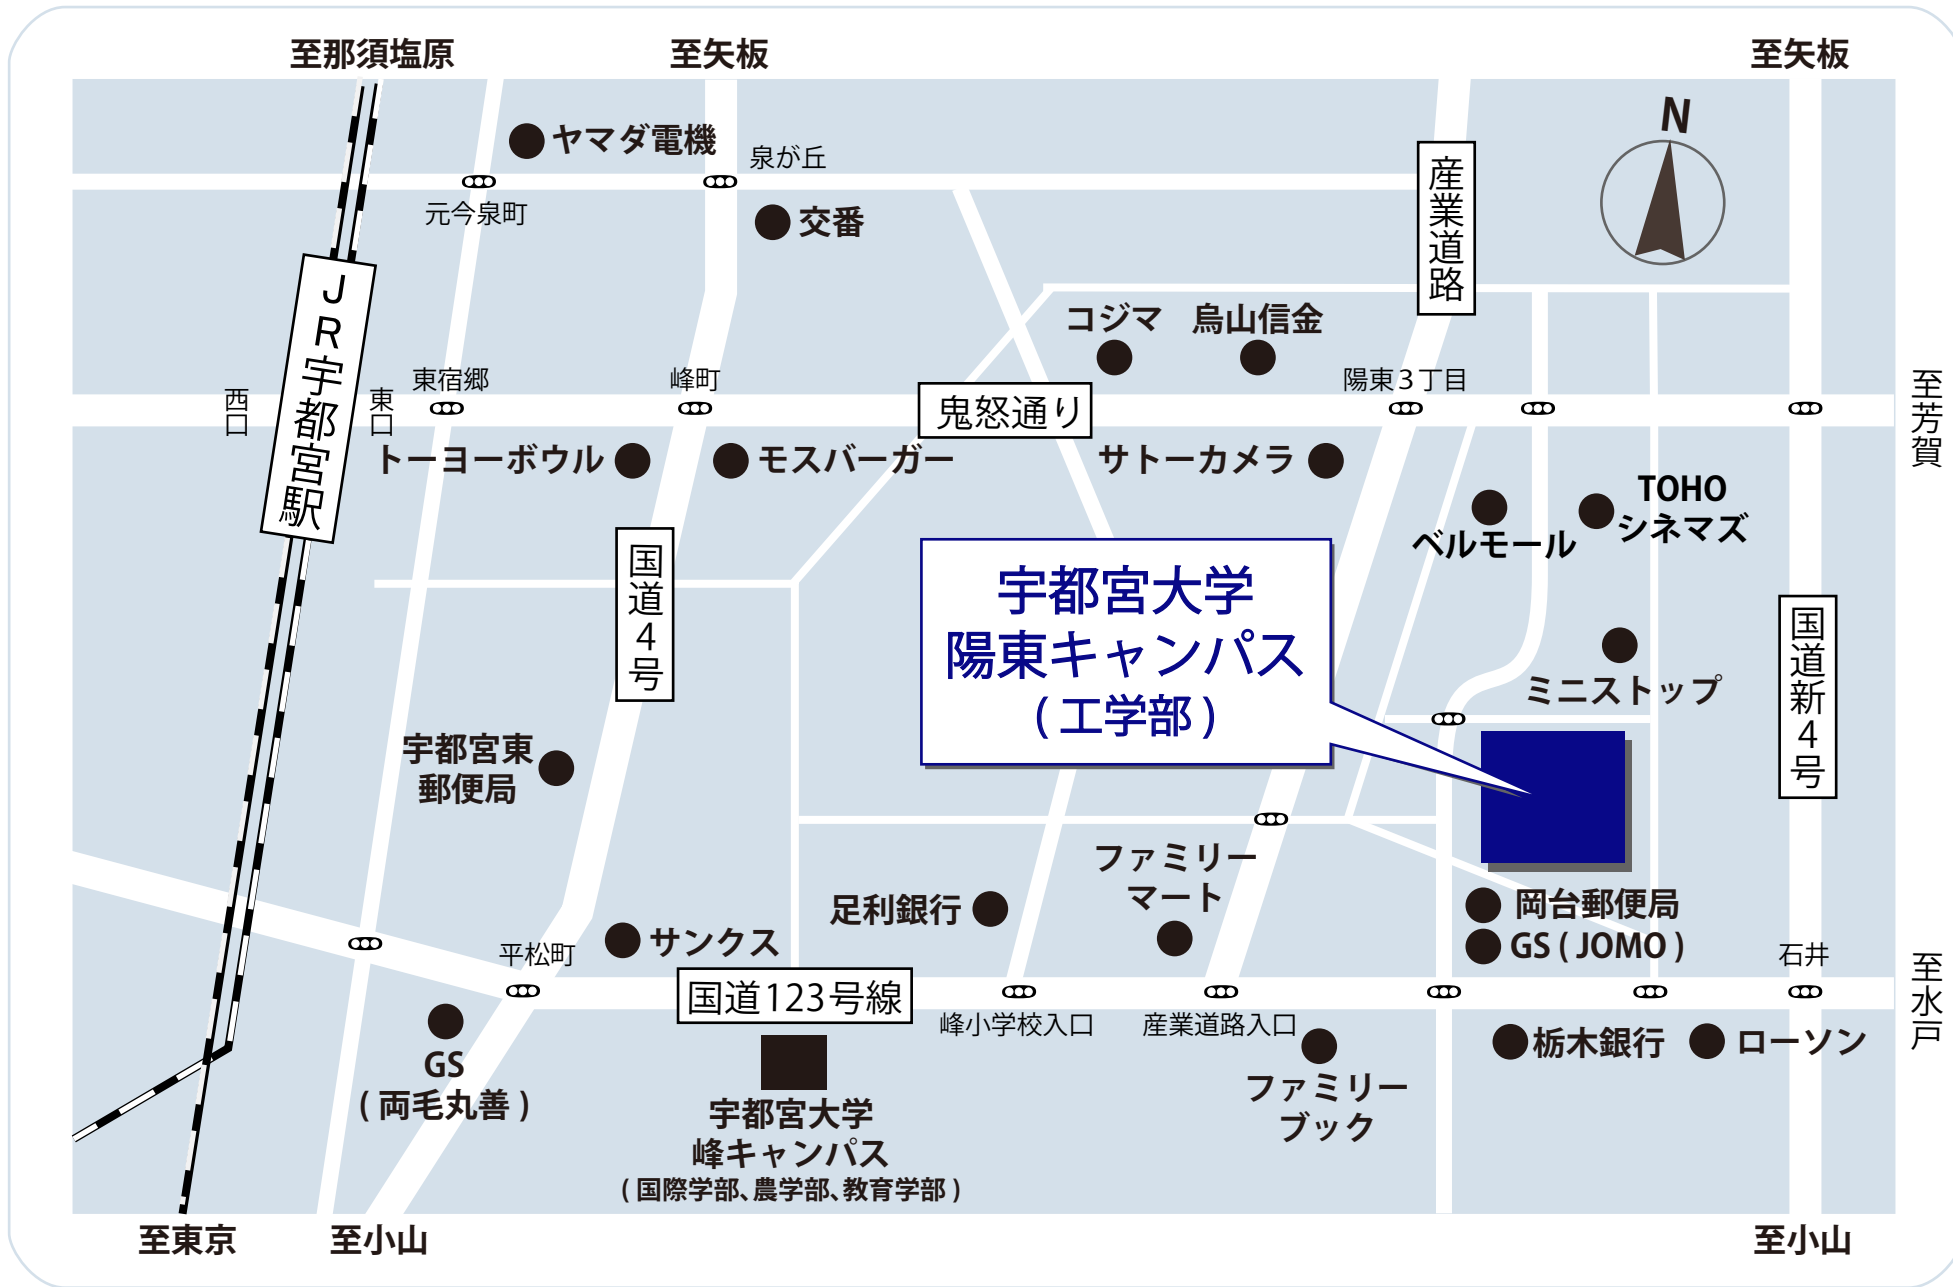 至那須塩原
至矢板
至矢板
N
ヤマダ電機
泉が丘
元今泉町
交番
産業道路
JR宇都宮駅
コジマ
烏山信金
西口
東口
東宿郷
峰町
鬼怒通り
陽東３丁目
至芳賀
トーヨーボウル
モスバーガー
サトーカメラ
TOHO
シネマズ
ベルモール
国道4号
宇都宮大学
陽東キャンパス
( 工学部 )
国道新4号
ミニストップ
宇都宮東
郵便局
ファミリー
マート
足利銀行
岡台郵便局
GS ( JOMO )
サンクス
平松町
石井
至水戸
国道123号線
峰小学校入口
産業道路入口
GS
( 両毛丸善 )
栃木銀行
ローソン
ファミリー
ブック
宇都宮大学
峰キャンパス
( 国際学部、農学部、教育学部 )
至東京
至小山
至小山